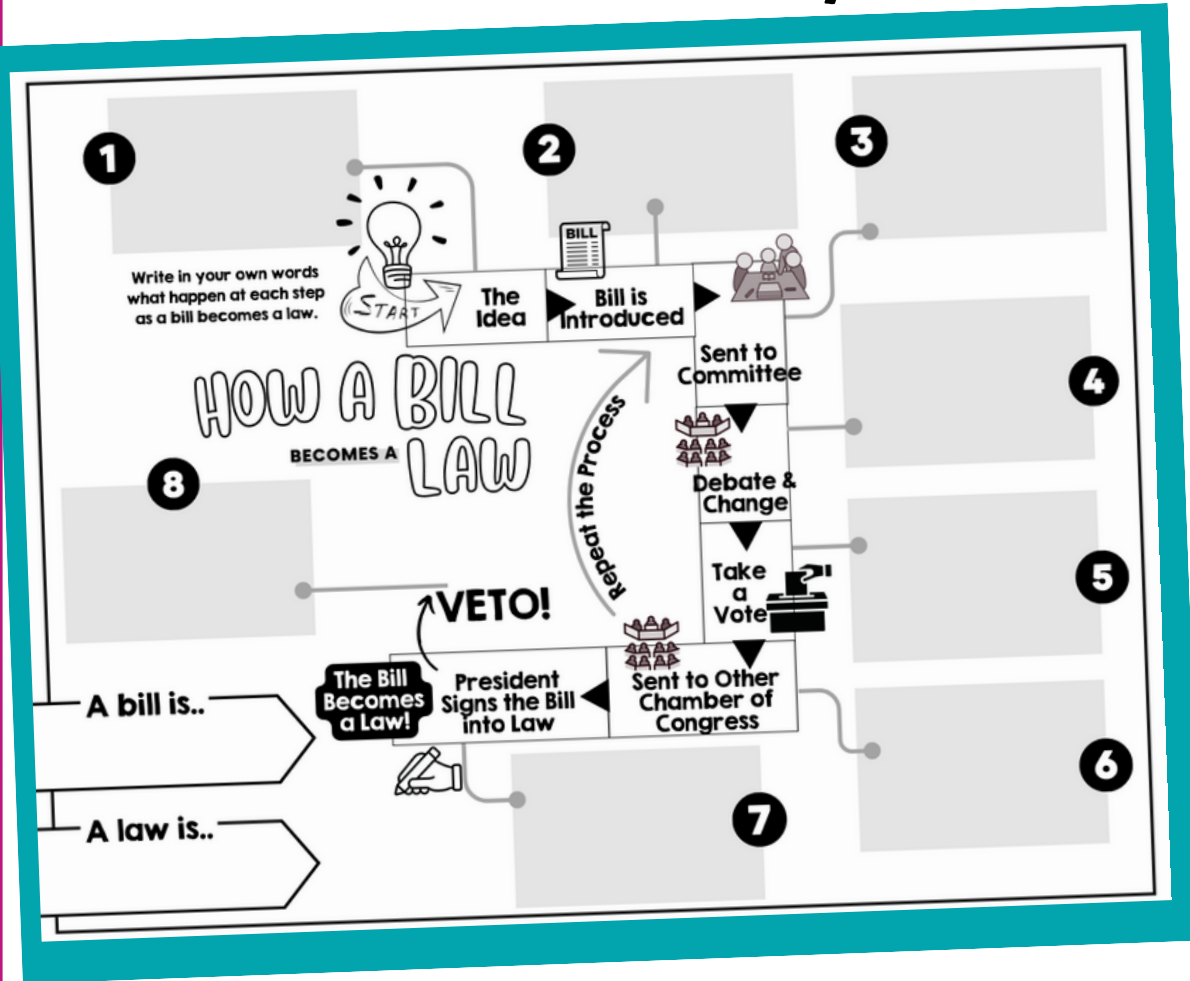 1
2
3
Write in your own words
what happen at each step
as a bill becomes a law.
START
The
Idea
BILL
Bill is
Introduced
Sent to
Committee
4
HOW A BILL
BECOMES A
LAW
Repeat the Process
Debate &
Change
8
Take
a
Vote
5
VETO!
The Bill
Becomes
a Law!
President
Signs the Bill
into Law
Sent to Other
Chamber of
Congress
6
A bill is..
7
A law is..